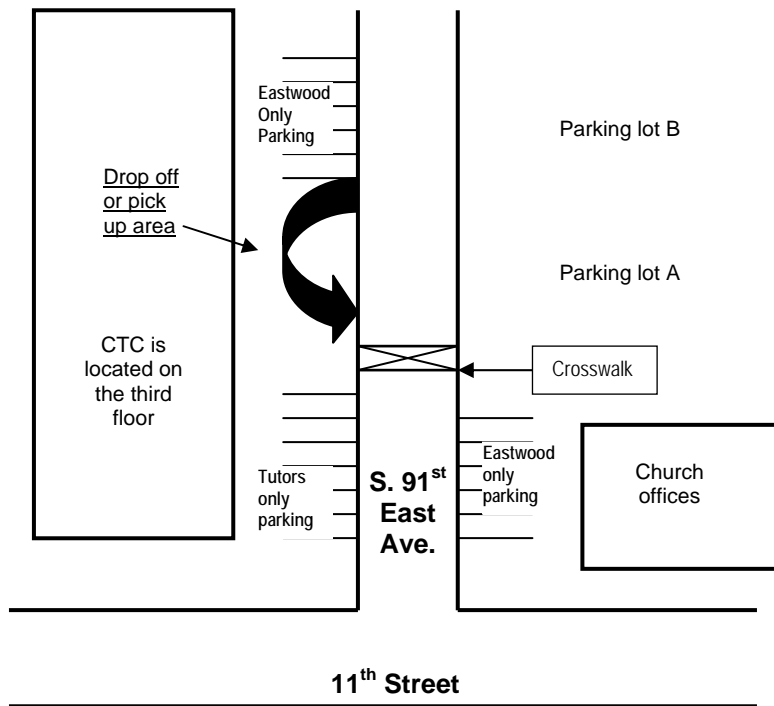 Eastwood
Only
Parking
Parking lot B
Drop off
or pick
up area
Parking lot A
CTC is
located on
the third
floor
Crosswalk
Tutors
only
parking
S. 91st
East
Ave.
Eastwood
only
parking
Church
offices
11th Street